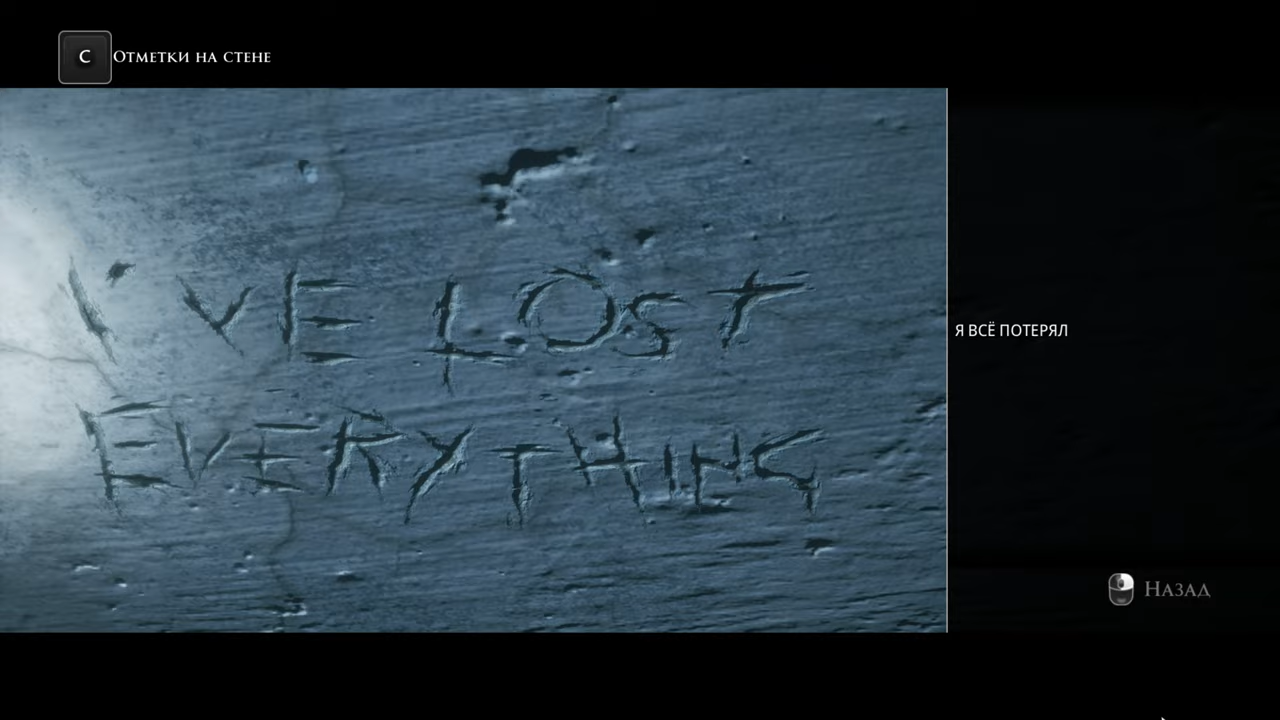 C
Отметки на стене
I'VE LOST
EVERYTHING
Я ВСЁ ПОТЕРЯЛ
Назад